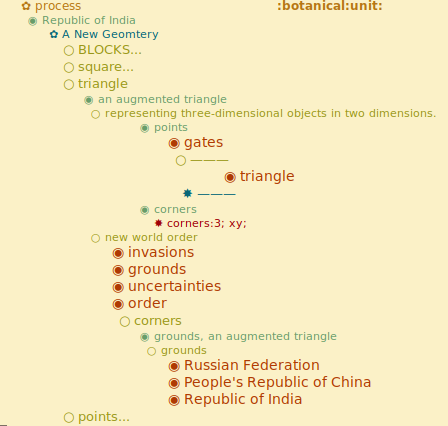 process :botanical:unit:
Republic of India
A New Geomtery
BLOCKS...
square...
triangle
an augmented triangle
representing three-dimensional objects in two dimensions.
points
gates
———
triangle
———
corners
corners:3; xy;
new world order
invasions
grounds
uncertainties
order
corners
grounds, an augmented triangle
grounds
Russian Federation
People's Republic of China
Republic of India
points...